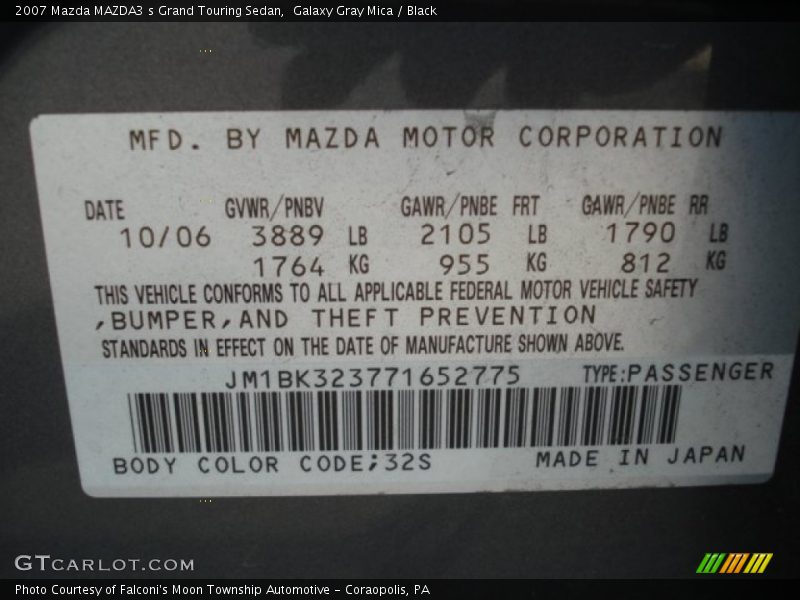 2007 Mazda MAZDA3 s Grand Touring Sedan,  Galaxy Gray Mica / Black
MFD. BY MAZDA MOTOR CORPORATION
DATE GVWR/PNBV GAWR/PNBE FRT GAWR/PNBE RR
10/06 3889 LB 2105 LB 1790 LB
1764 KG 955 KG 812 KG
THIS VEHICLE CONFORMS TO ALL APPLICABLE FEDERAL MOTOR VEHICLE SAFETY
,BUMPER,AND THEFT PREVENTION
STANDARDS IN EFFECT ON THE DATE OF MANUFACTURE SHOWN ABOVE.
JM1BK323771652775 TYPE:PASSENGER
BODY COLOR CODE;32S MADE IN JAPAN
GTCARLOT.COM
Photo Courtesy of Falconi's Moon Township Automotive - Coraopolis, PA